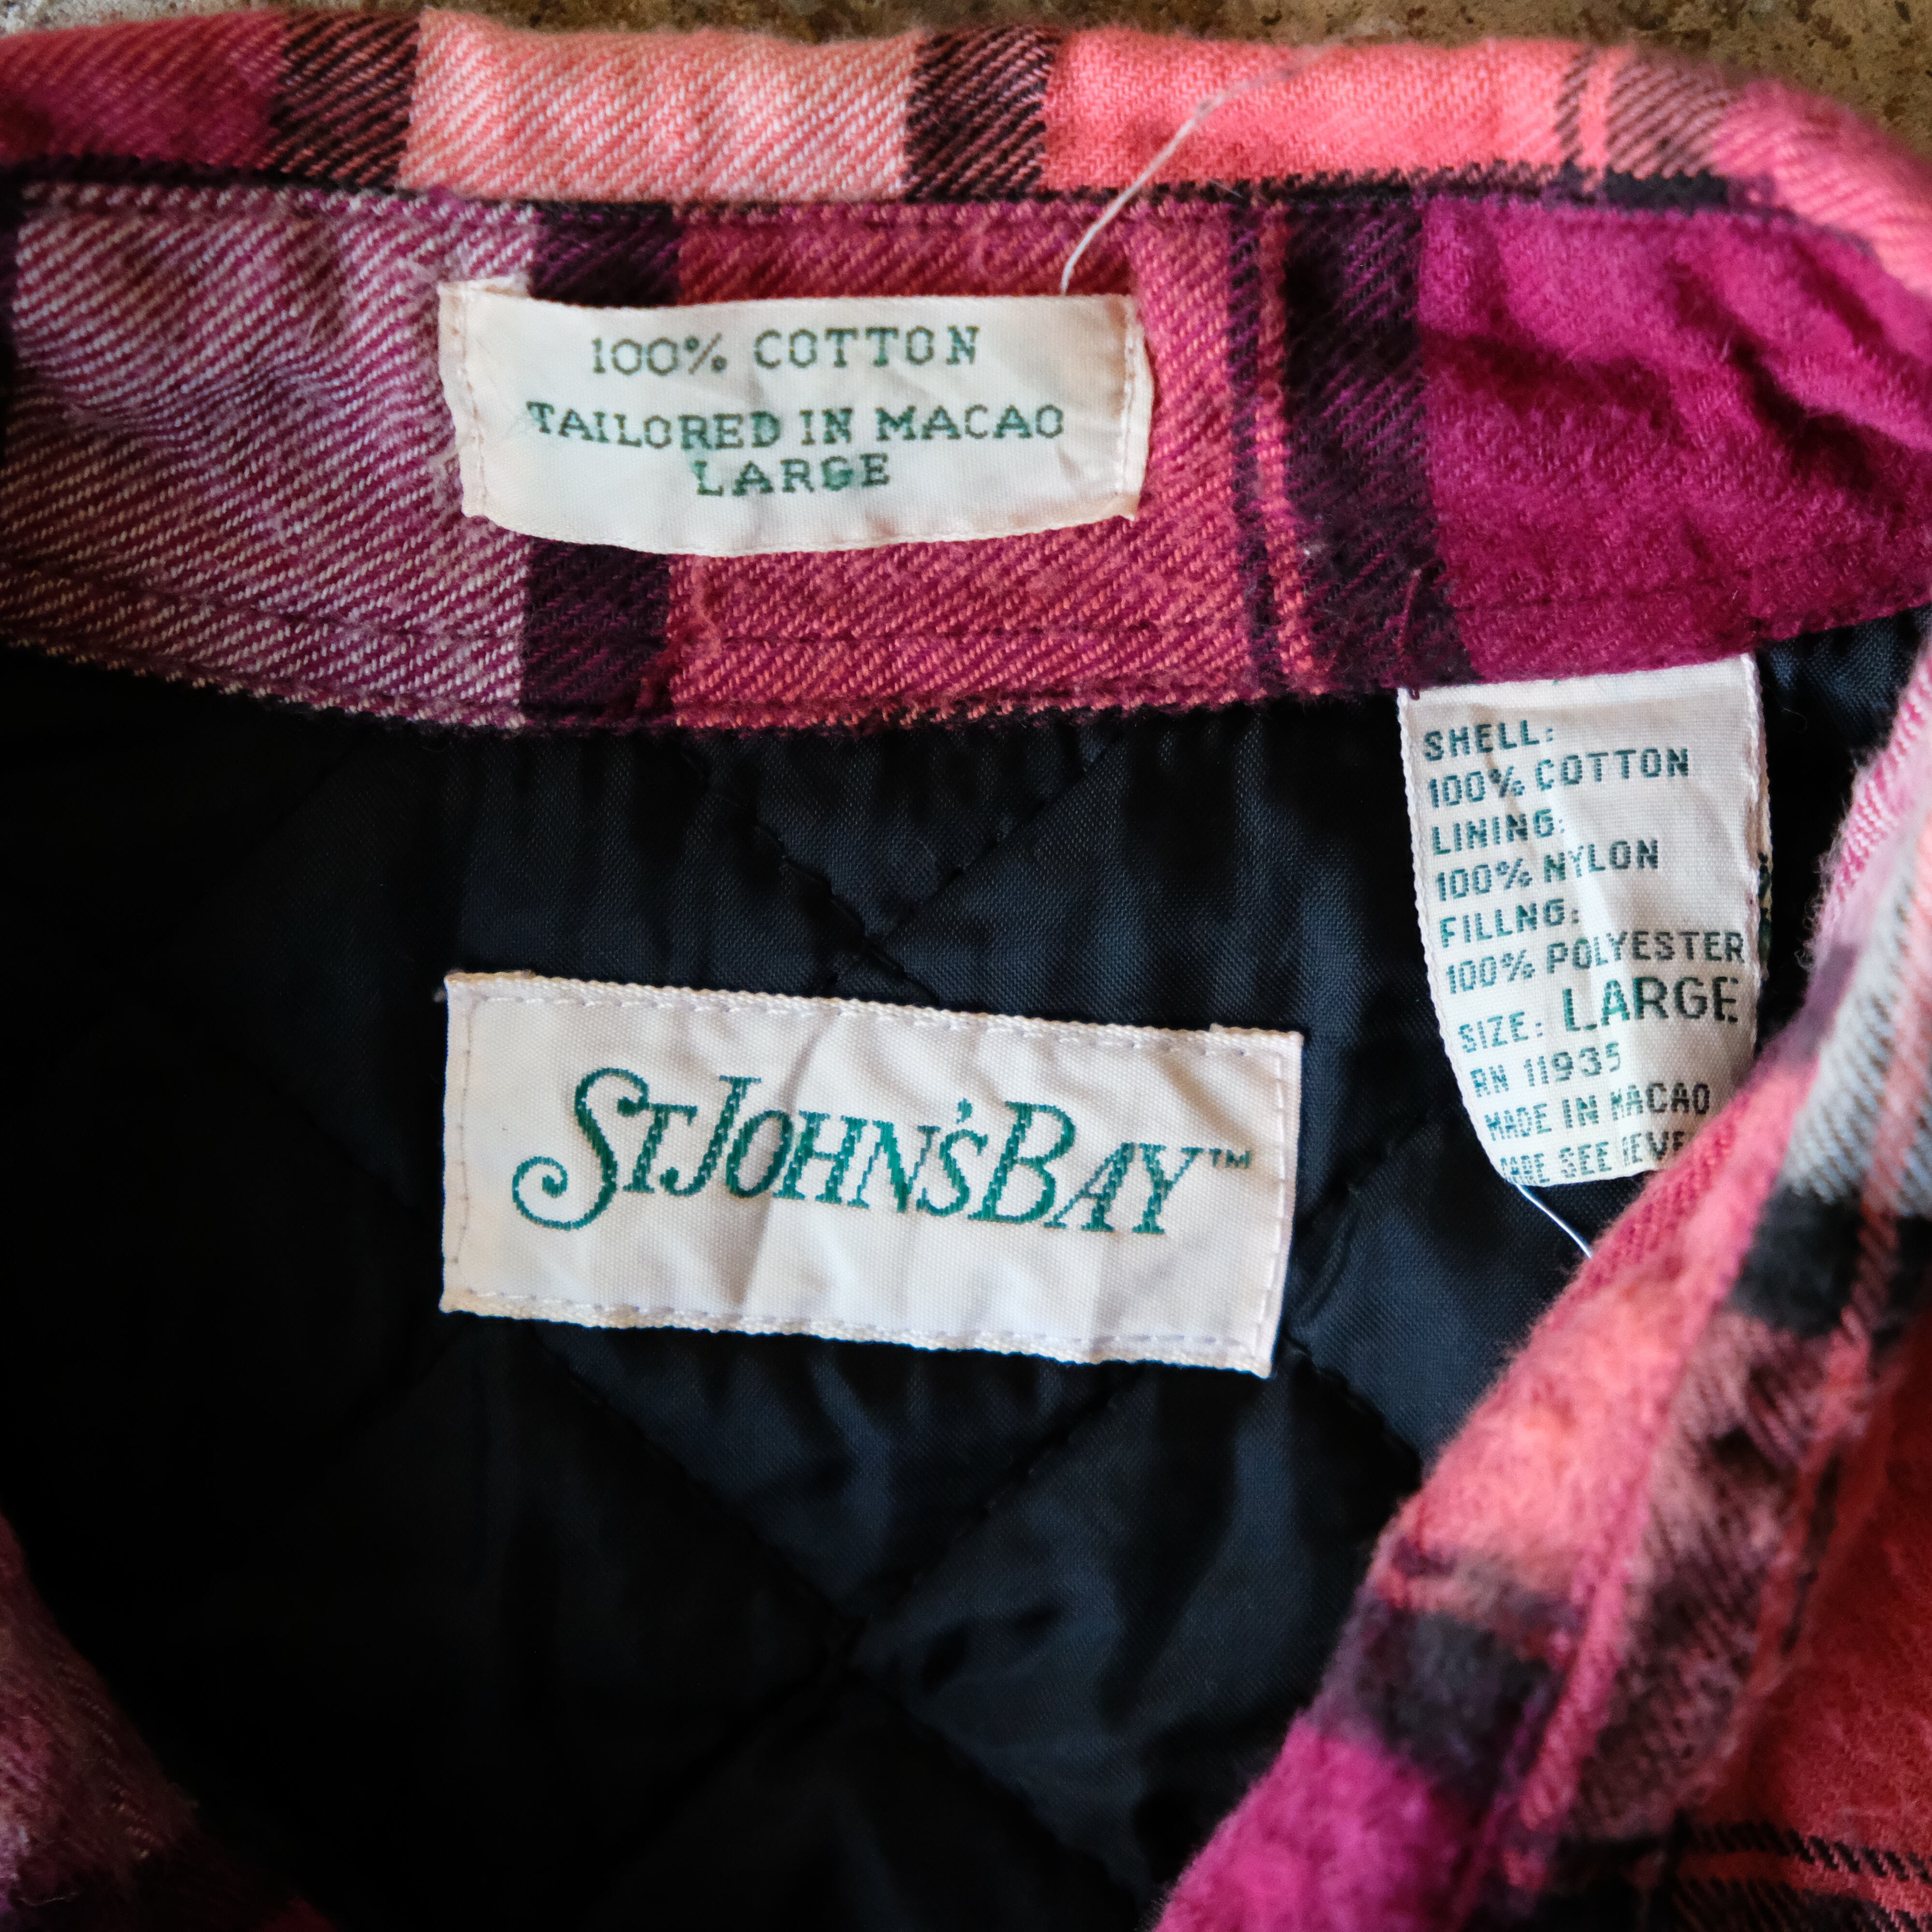 100% COTTON
TAILORED IN MACAO
LARGE
SHELL:
100% COTTON
LINING:
100% NYLON
FILLNG:
100% POLYESTER
SIZE: LARGE
RN 11935
MADE IN MACAO
SEE
ST. JOHN'S BAY™